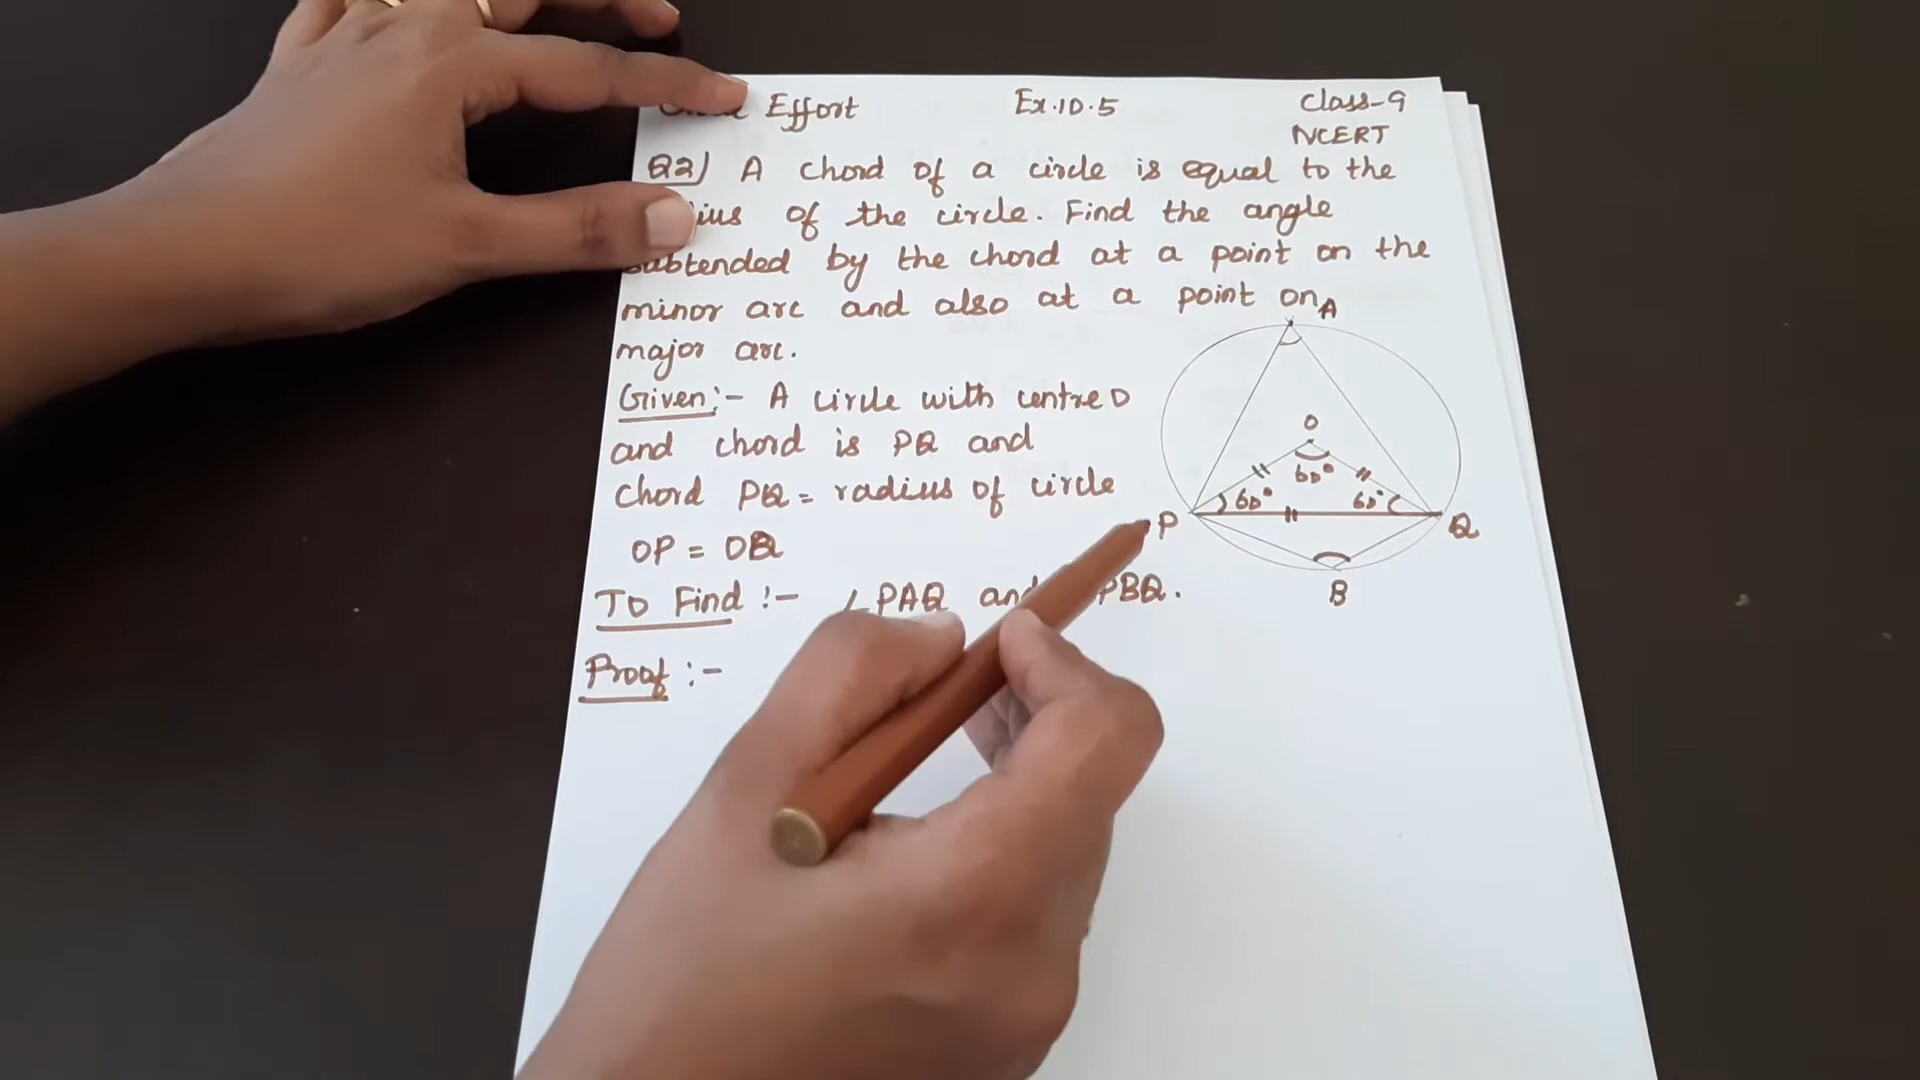 Effort Ex.10.5 Class-9
NCERT
Q2) A chord of a circle is equal to the
of the circle. Find the angle
subtended by the chord at a point on the
minor arc and also at a point on
major arc.
Given:- A circle with centre O
and chord is PQ and
Chord PQ = radius of circle
OP = OQ
To Find :- ∠PAQ and PBQ.
Proof :-
A
O
60°
60° 60°
P Q
B